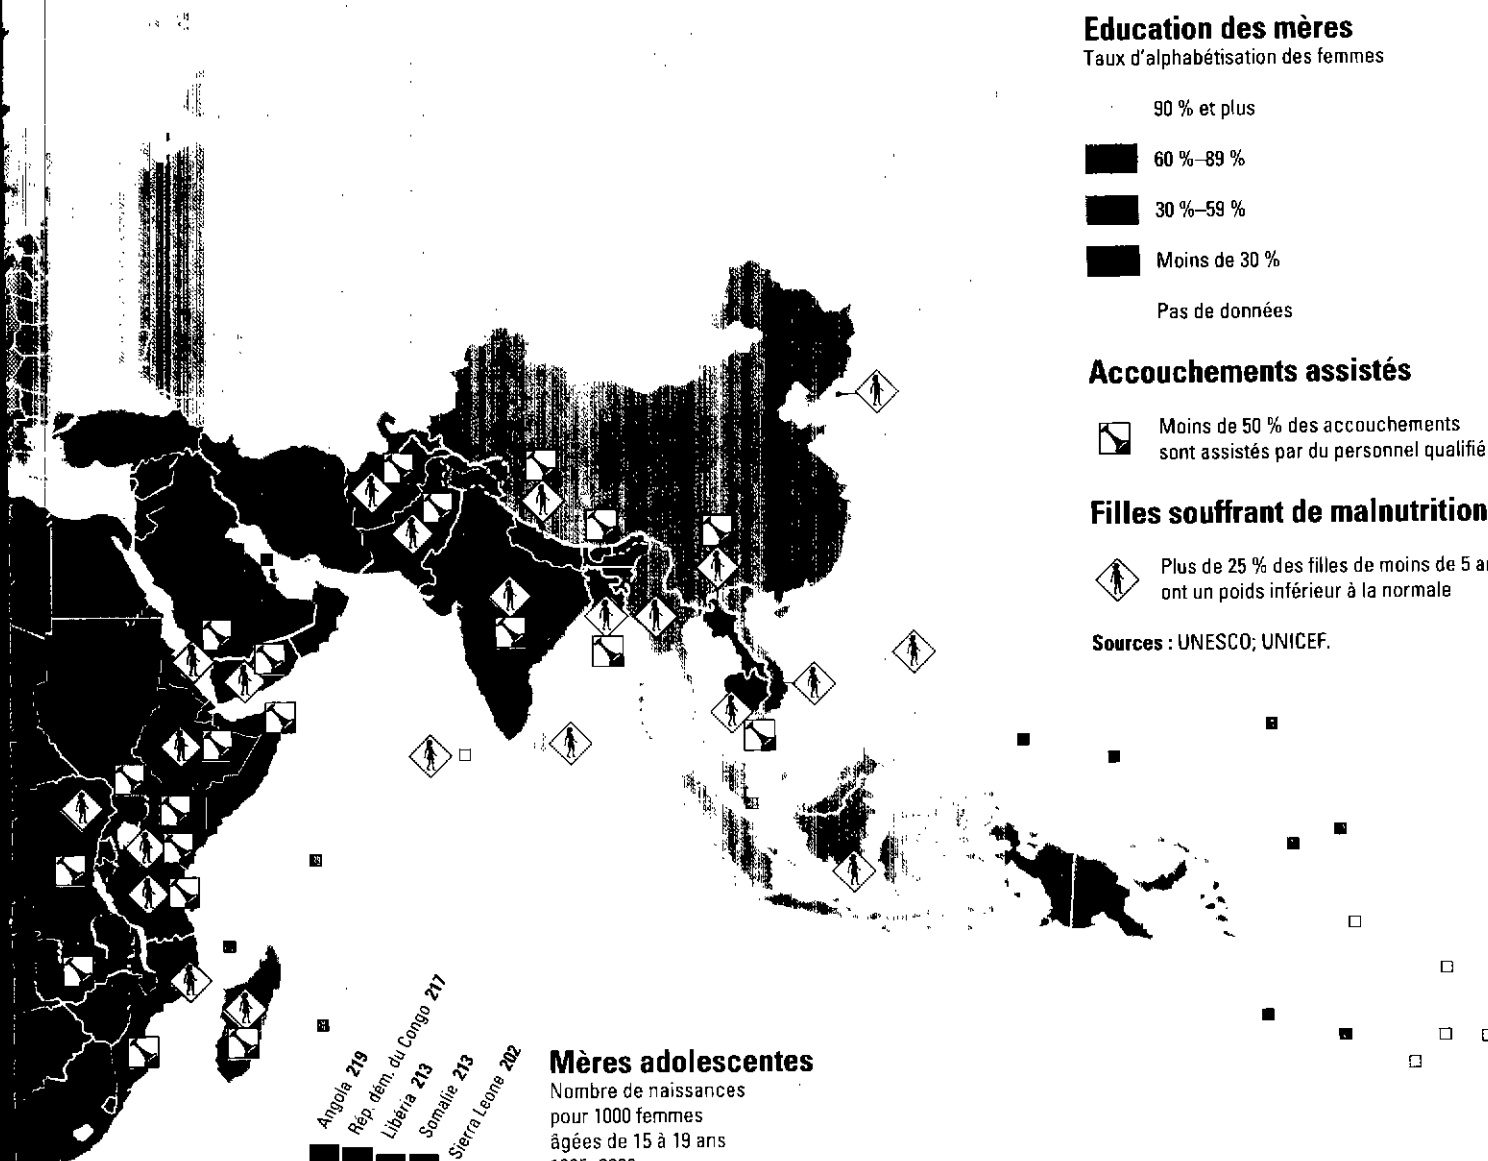 Education des mères
Taux d'alphabétisation des femmes
90 % et plus
60 %–89 %
30 %–59 %
Moins de 30 %
Pas de données
Accouchements assistés
Moins de 50 % des accouchements
sont assistés par du personnel qualifié
Filles souffrant de malnutrition
Plus de 25 % des filles de moins de 5
ont un poids inférieur à la normale
Sources : UNESCO; UNICEF.
Angola 219
Rép. dém. du Congo 217
Libéria 213
Somalie 213
Sierra Leone 202
Mères adolescentes
Nombre de naissances
pour 1000 femmes
âgées de 15 à 19 ans